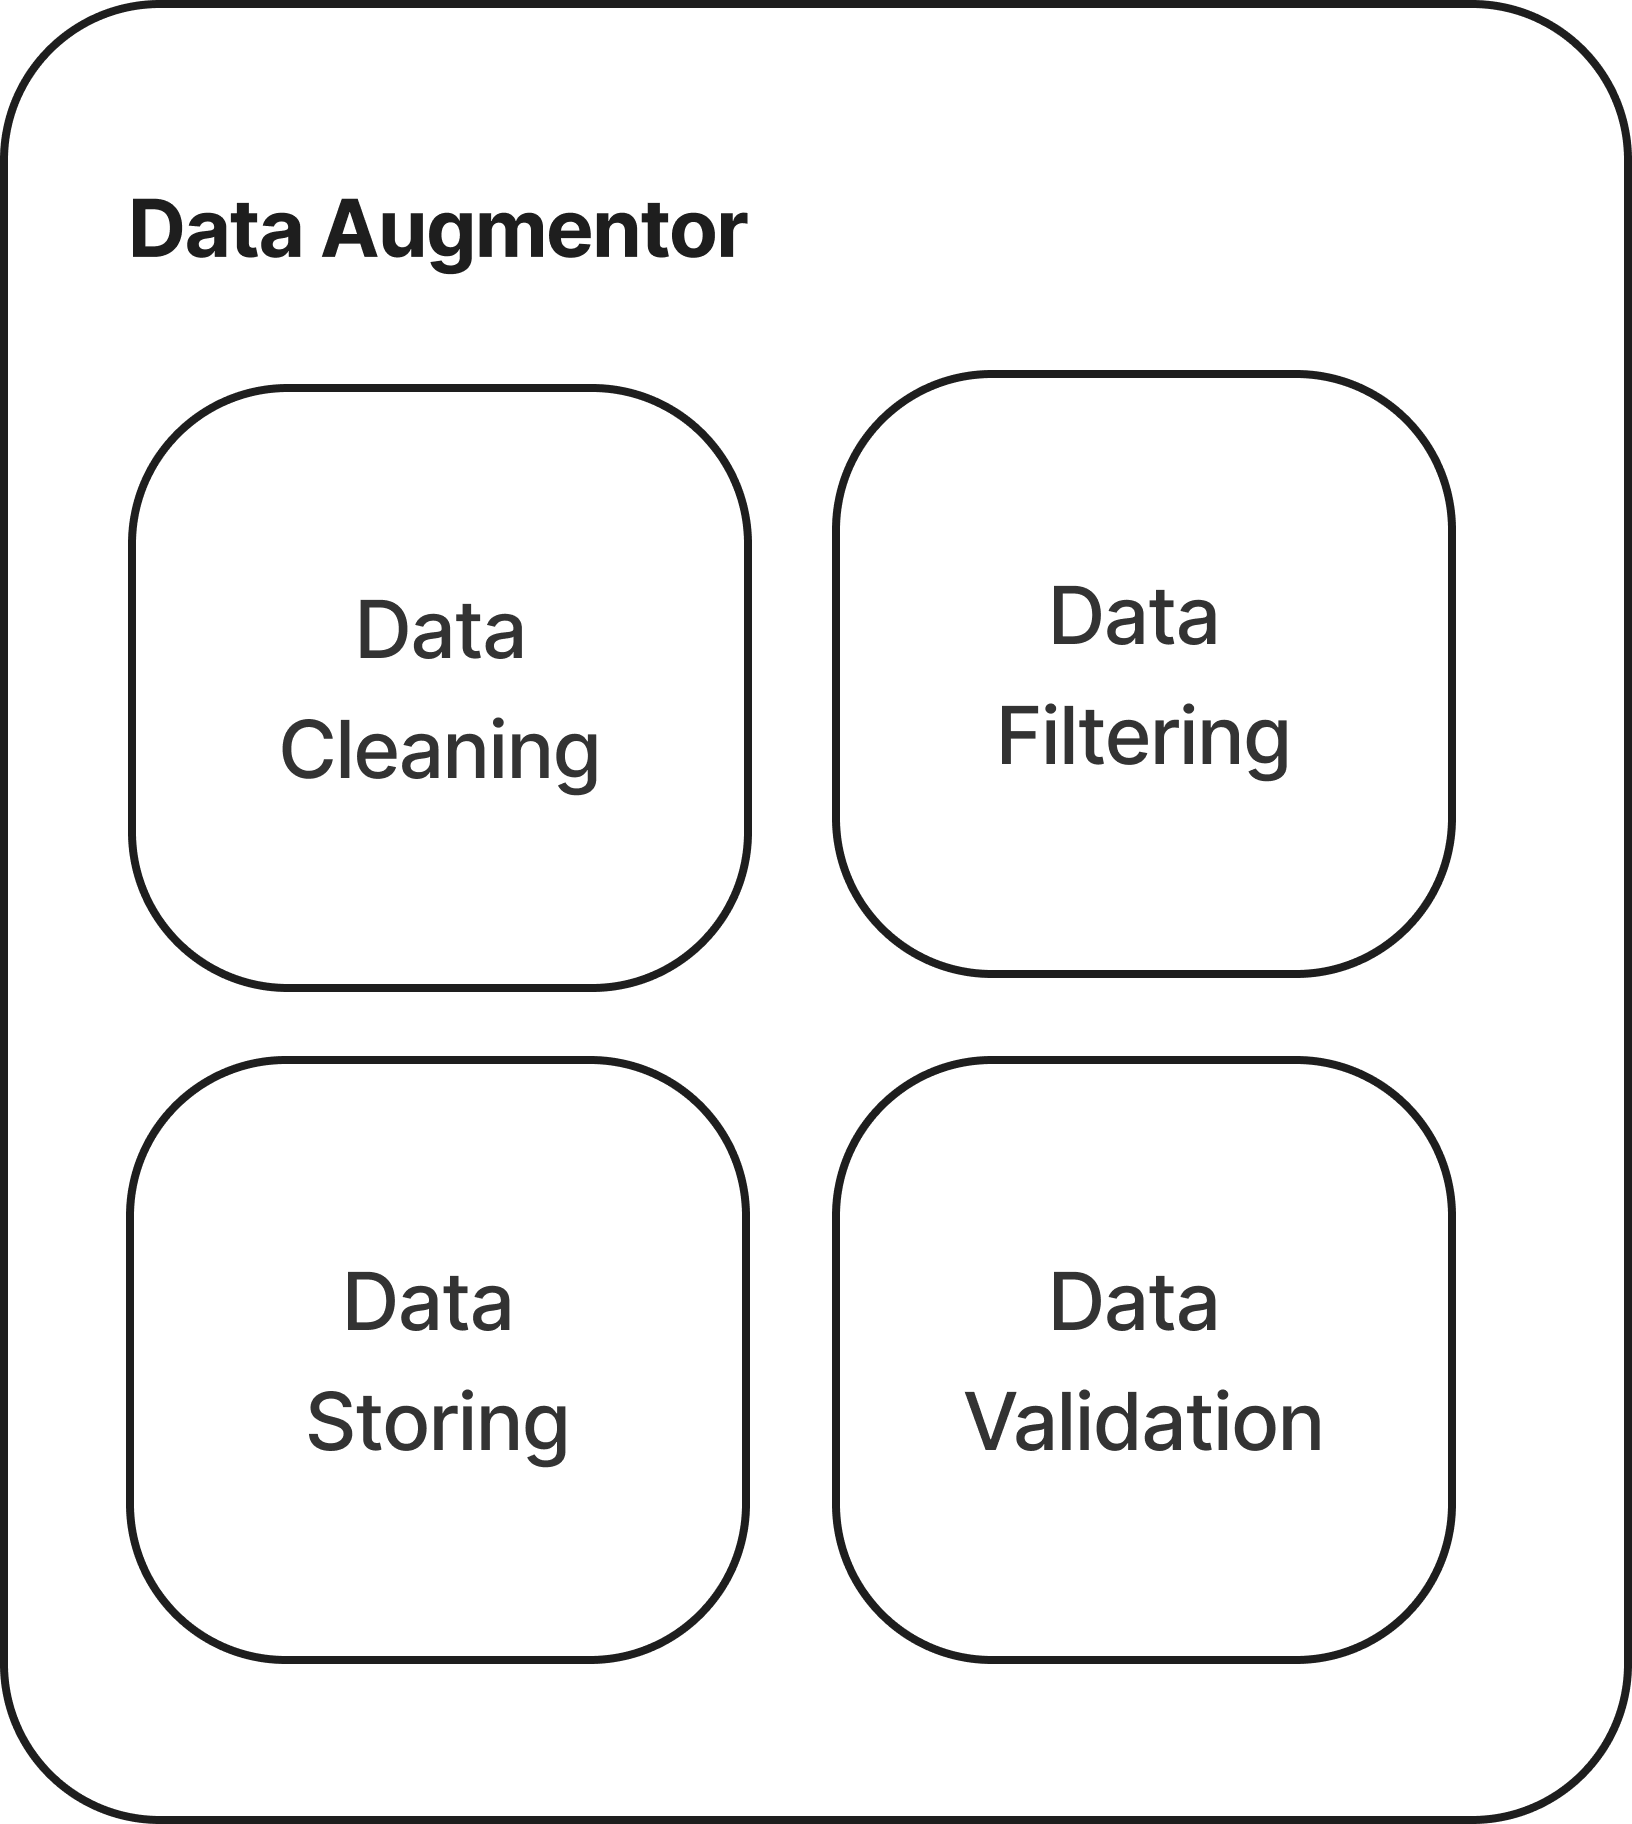 Data Augmentor
Data
Cleaning
Data
Filtering
Data
Storing
Data
Validation